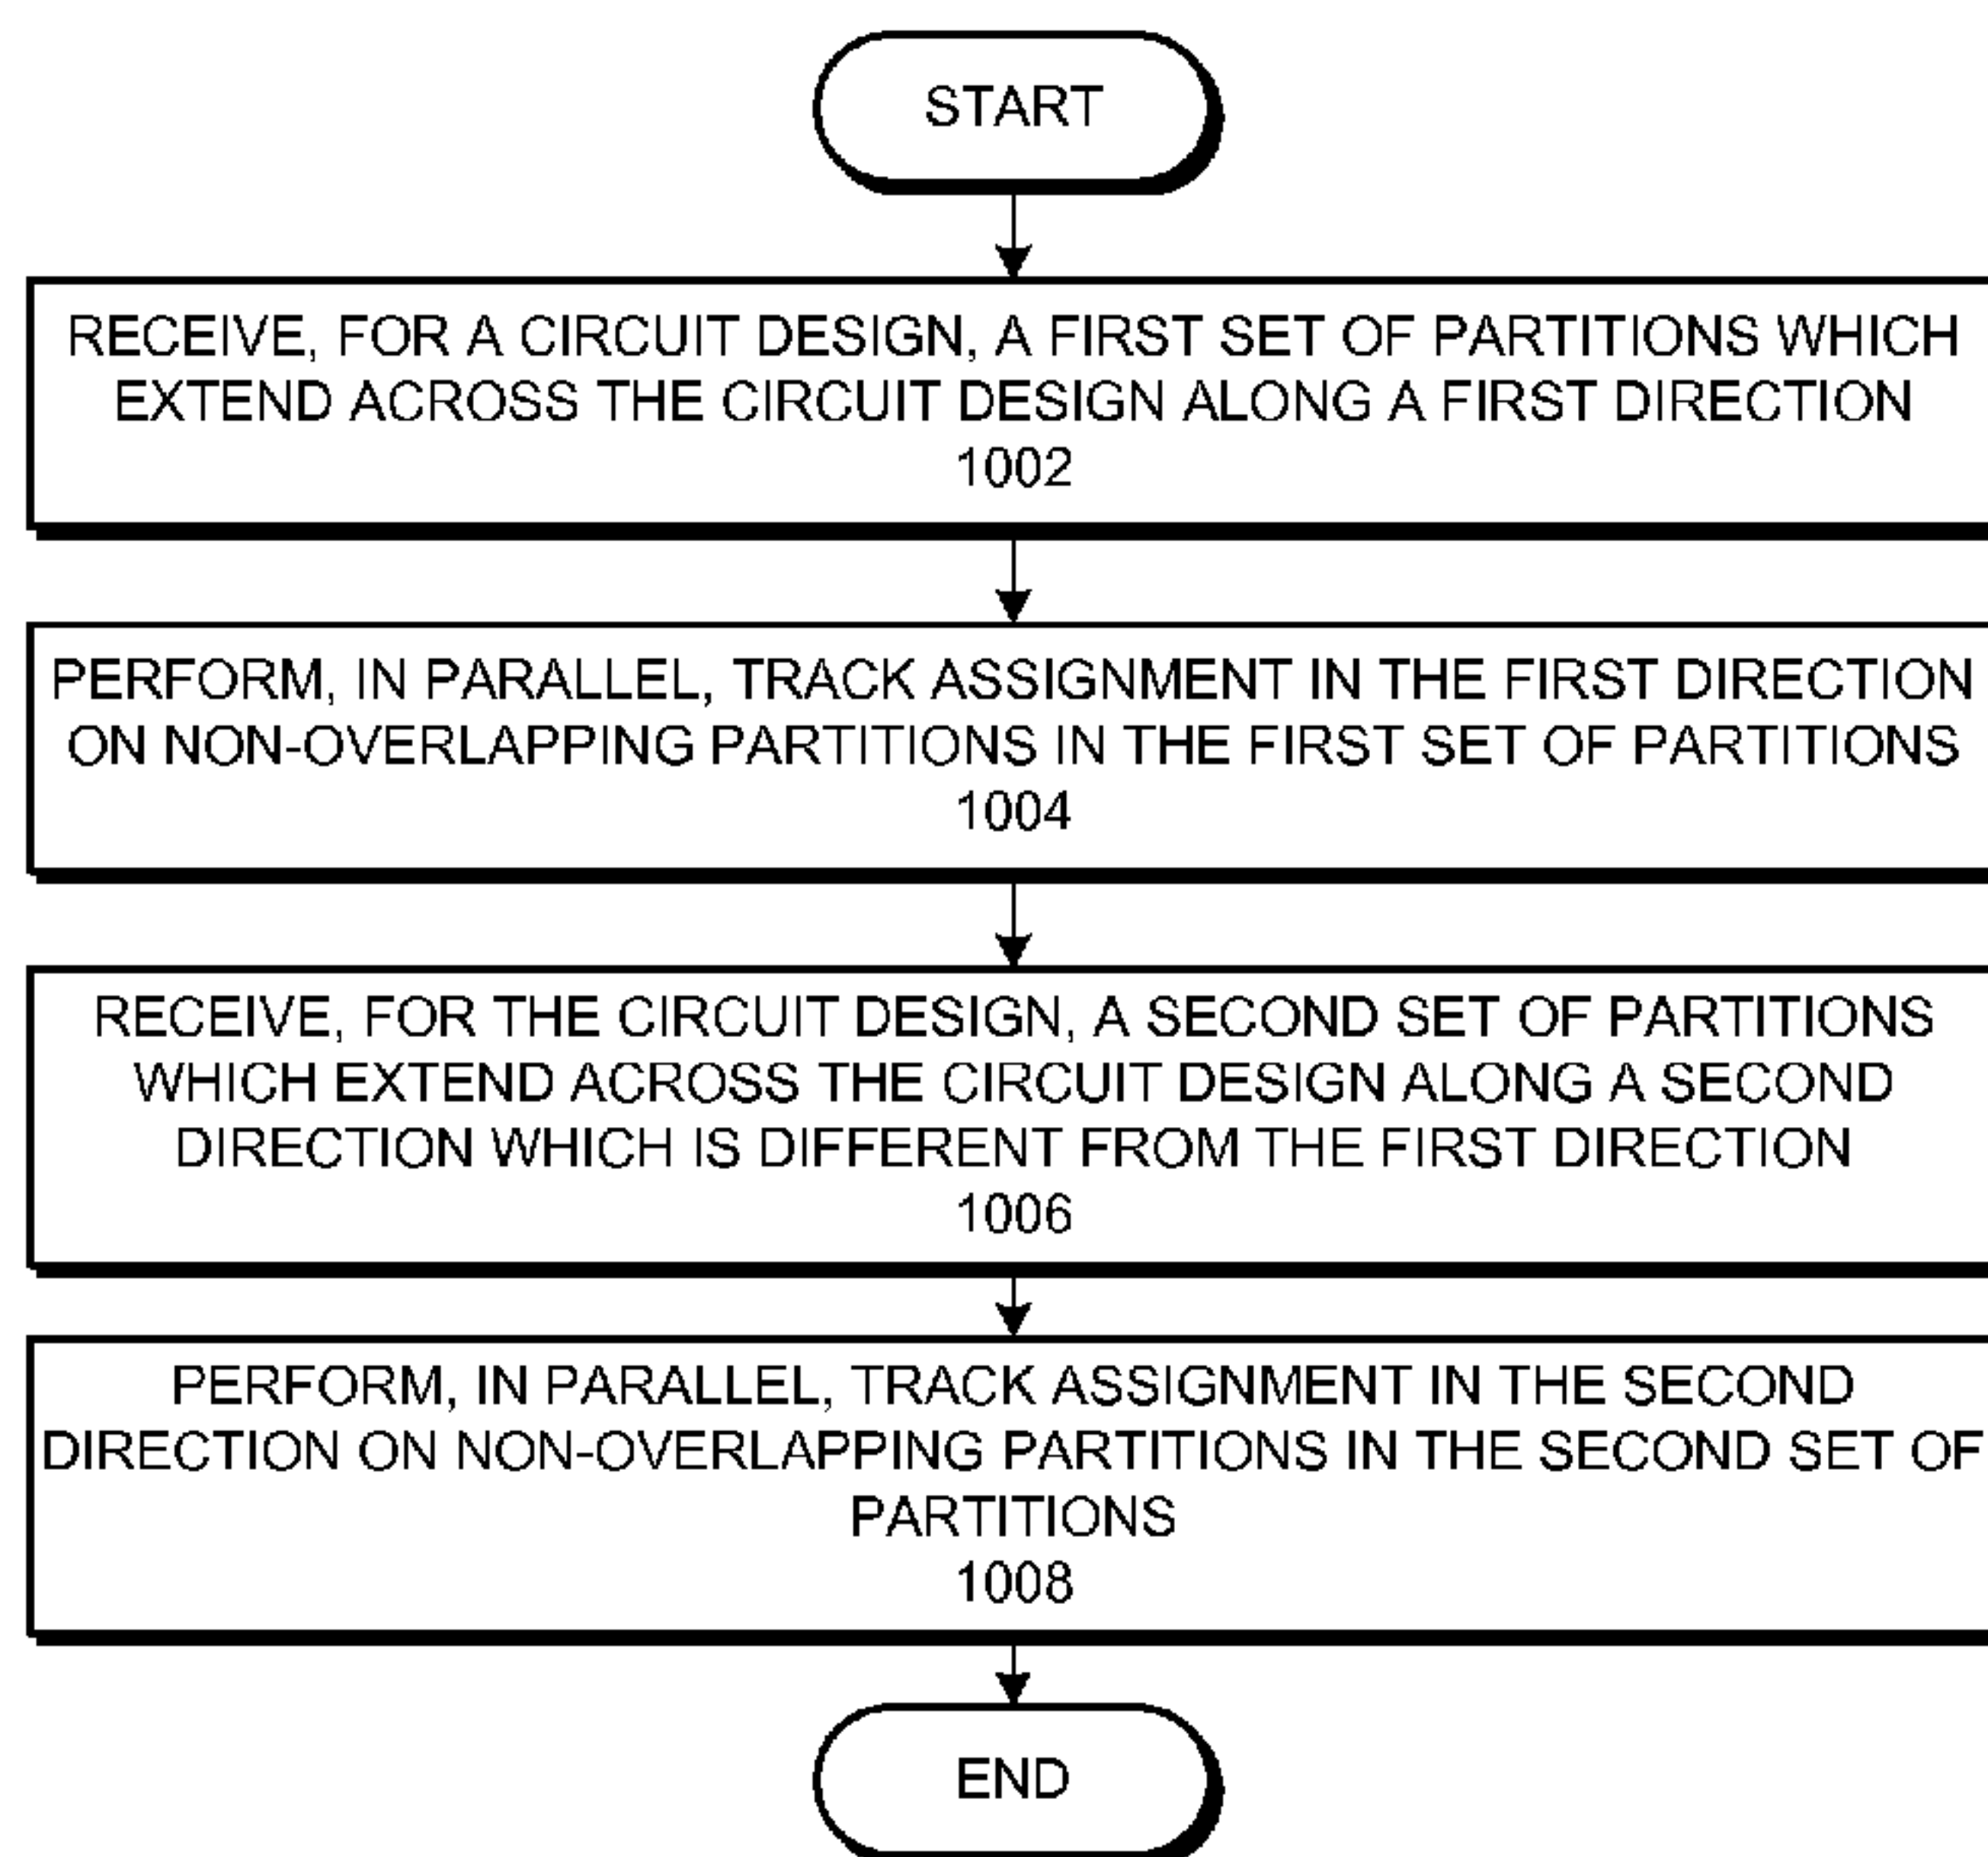 START
RECEIVE, FOR A CIRCUIT DESIGN, A FIRST SET OF PARTITIONS WHICH
EXTEND ACROSS THE CIRCUIT DESIGN ALONG A FIRST DIRECTION
1002
PERFORM, IN PARALLEL, TRACK ASSIGNMENT IN THE FIRST DIRECTION
ON NON-OVERLAPPING PARTITIONS IN THE FIRST SET OF PARTITIONS
1004
RECEIVE, FOR THE CIRCUIT DESIGN, A SECOND SET OF PARTITIONS
WHICH EXTEND ACROSS THE CIRCUIT DESIGN ALONG A SECOND
DIRECTION WHICH IS DIFFERENT FROM THE FIRST DIRECTION
1006
PERFORM, IN PARALLEL, TRACK ASSIGNMENT IN THE SECOND
DIRECTION ON NON-OVERLAPPING PARTITIONS IN THE SECOND SET OF
PARTITIONS
1008
END